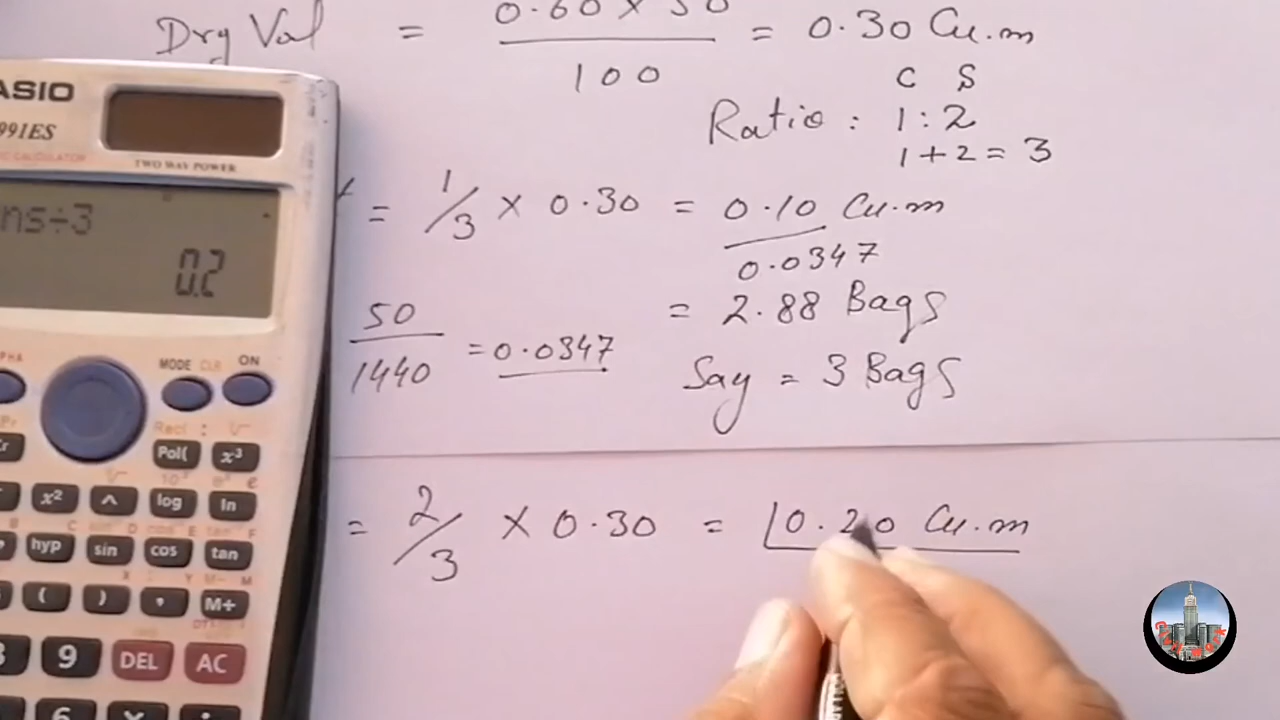 Dry Vol = 0.60 × 50 / 100 = 0.30 Cu.m
C S
Ratio : 1:2
1+2=3
= 1/3 × 0.30 = 0.10 Cu.m
0.0347
= 2.88 Bags
50 / 1440 = 0.0347
Say = 3 Bags
= 2/3 × 0.30 = 0.20 Cu.m
ASIO
991ES
TWO WAY POWER
ns÷3
0.2
MODE CLR ON
Pol( x³
x² ^ log ln
hyp sin cos tan
( ) , M+
9 DEL AC